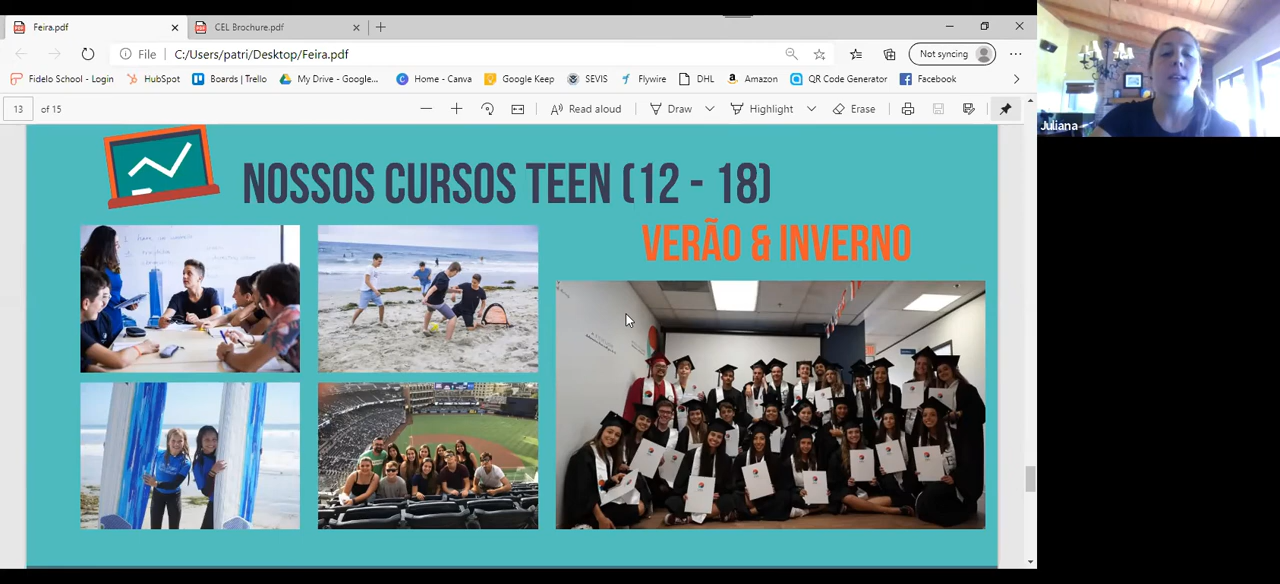 Feira.pdf
CEL Brochure.pdf
File
C:/Users/patri/Desktop/Feira.pdf
Not syncing
Fidelo School - Login
HubSpot
Boards | Trello
My Drive - Google...
Home - Canva
Google Keep
SEVIS
Flywire
DHL
Amazon
QR Code Generator
Facebook
13 of 15
Read aloud
Draw
Highlight
Erase
NOSSOS CURSOS TEEN (12 - 18)
VERÃO & INVERNO
Juliana